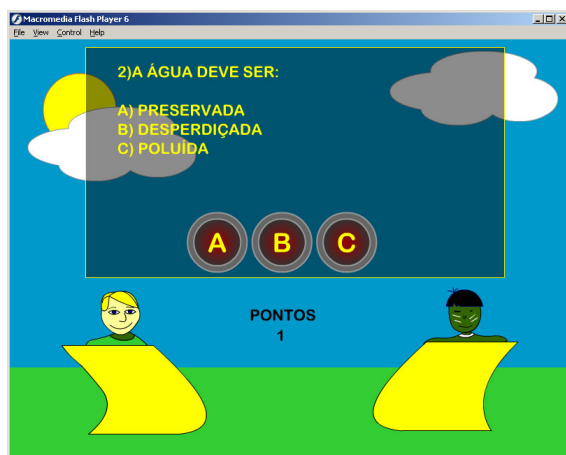 Macromedia Flash Player 6
File View Control Help
2)A ÁGUA DEVE SER:
A) PRESERVADA
B) DESPERDIÇADA
C) POLUÍDA
A B C
PONTOS
1